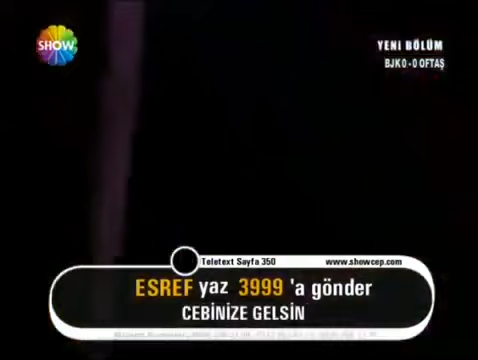 SHOW
YENİ BÖLÜM
BJK 0 - 0 OFTAŞ
Teletext Sayfa 350
www.showcep.com
ESREF yaz 3999 'a gönder
CEBİNİZE GELSİN